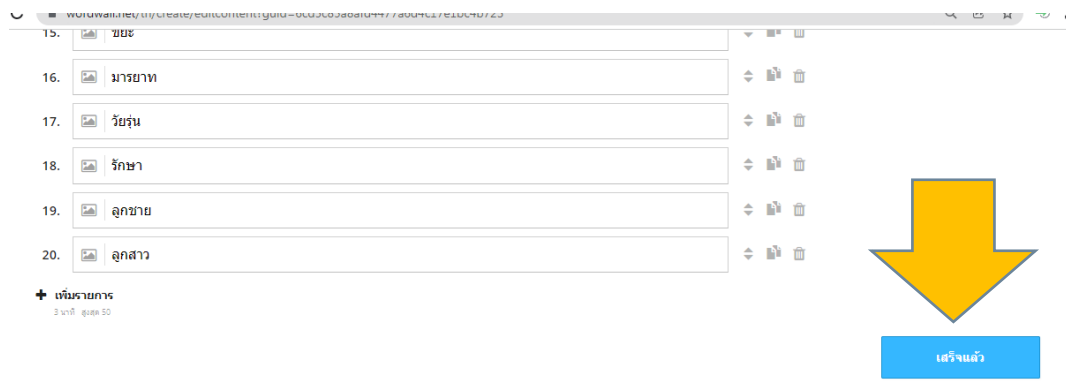 15. ขยะ
16. มารยาท
17. วัยรุ่น
18. รักษา
19. ลูกชาย
20. ลูกสาว
+ เพิ่มรายการ
3 นาที สูงสุด 50
เสร็จแล้ว